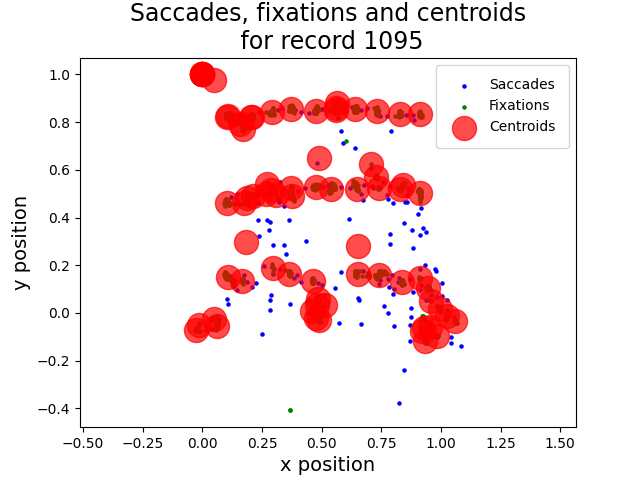 Saccades, fixations and centroids
for record 1095
Saccades
Fixations
Centroids
y position
1.0
0.8
0.6
0.4
0.2
0.0
−0.2
−0.4
−0.50
−0.25
0.00
0.25
0.50
0.75
1.00
1.25
1.50
x position